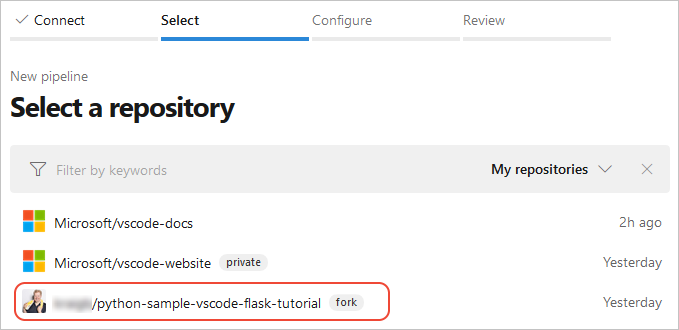 Connect Select Configure Review
New pipeline
Select a repository
Filter by keywords My repositories
Microsoft/vscode-docs 2h ago
Microsoft/vscode-website private Yesterday
/python-sample-vscode-flask-tutorial fork Yesterday